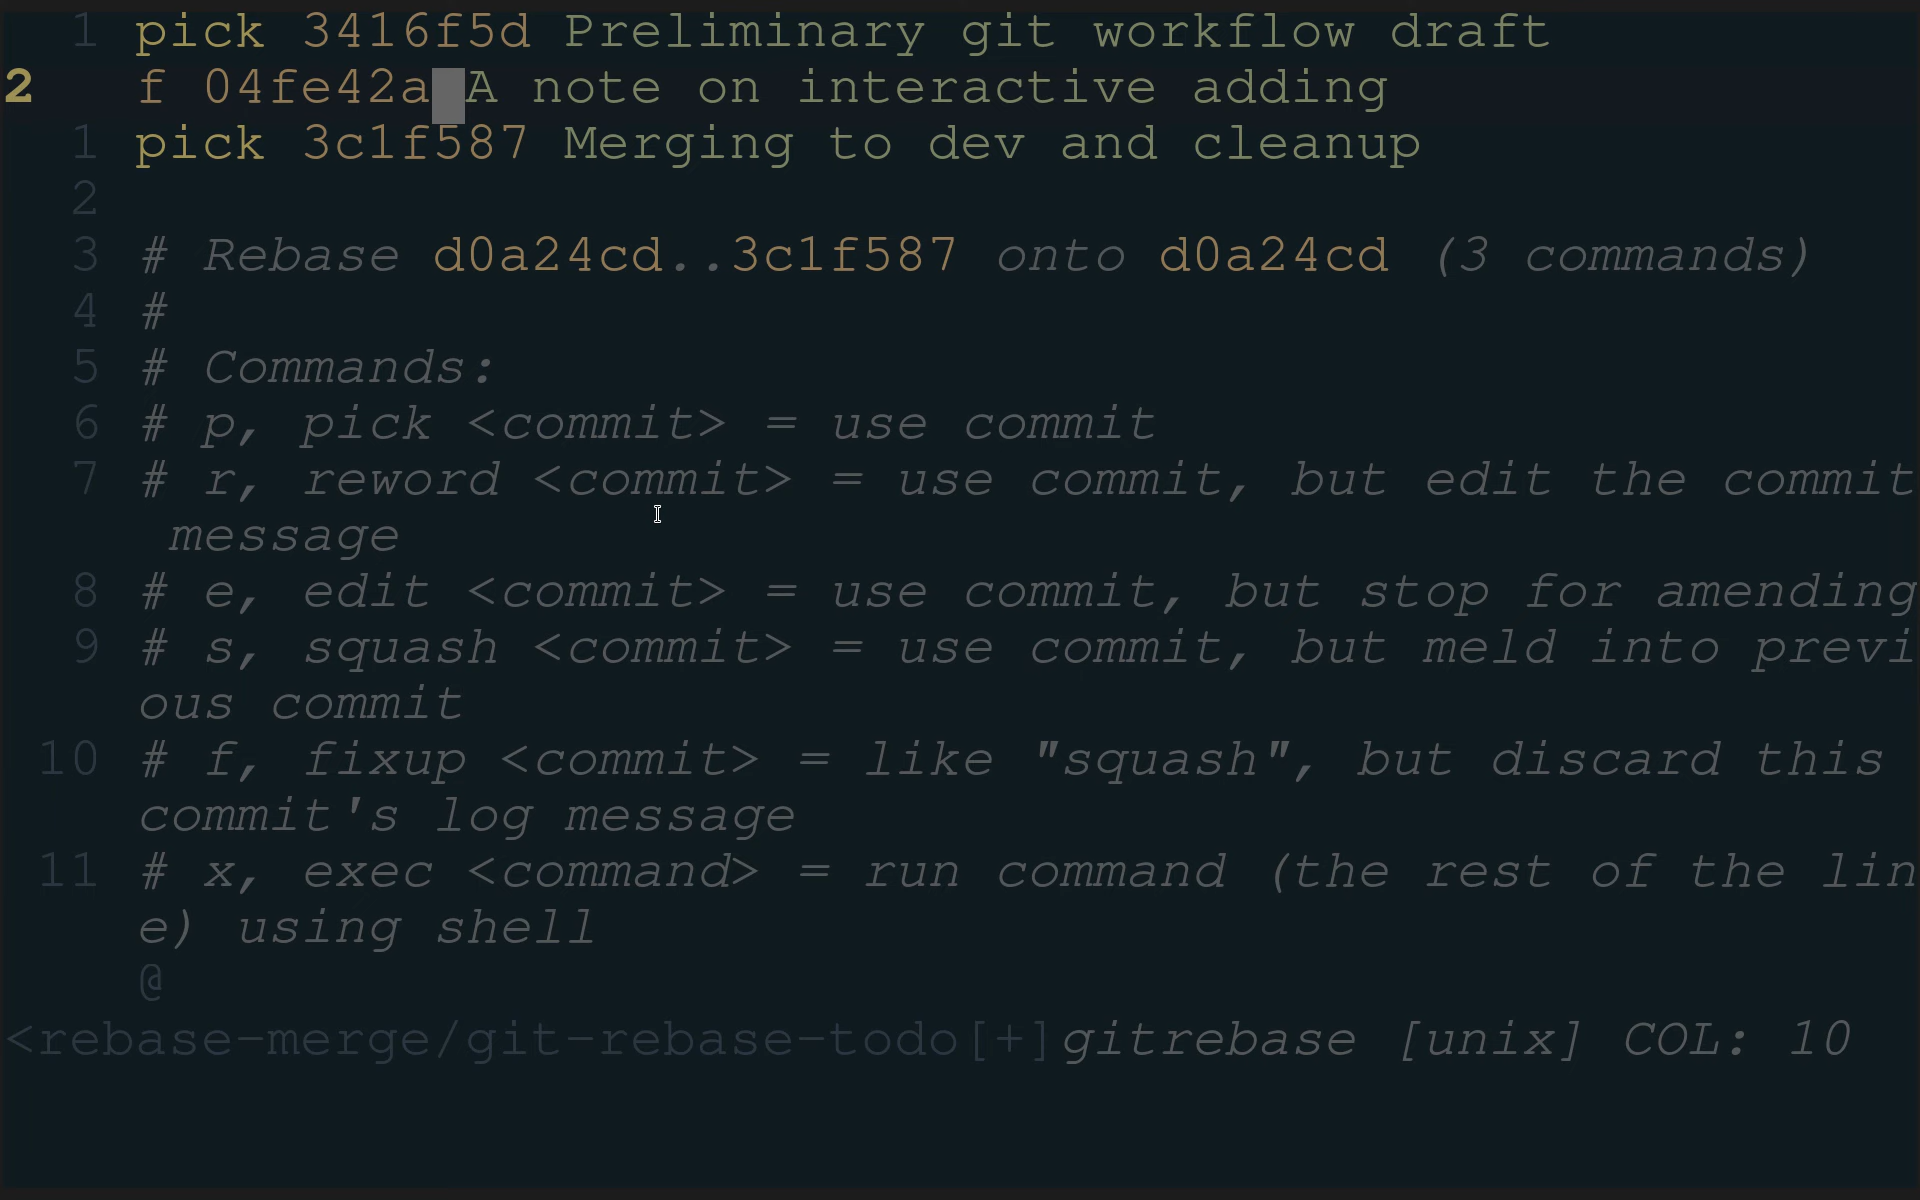 1 pick 3416f5d Preliminary git workflow draft
2 f 04fe42a A note on interactive adding
1 pick 3c1f587 Merging to dev and cleanup
2
3 # Rebase d0a24cd..3c1f587 onto d0a24cd (3 commands)
4 #
5 # Commands:
6 # p, pick <commit> = use commit
7 # r, reword <commit> = use commit, but edit the commit
message
8 # e, edit <commit> = use commit, but stop for amending
9 # s, squash <commit> = use commit, but meld into previ
ous commit
10 # f, fixup <commit> = like "squash", but discard this
commit's log message
11 # x, exec <command> = run command (the rest of the lin
e) using shell
@
<rebase-merge/git-rebase-todo[+]gitrebase [unix] COL: 10